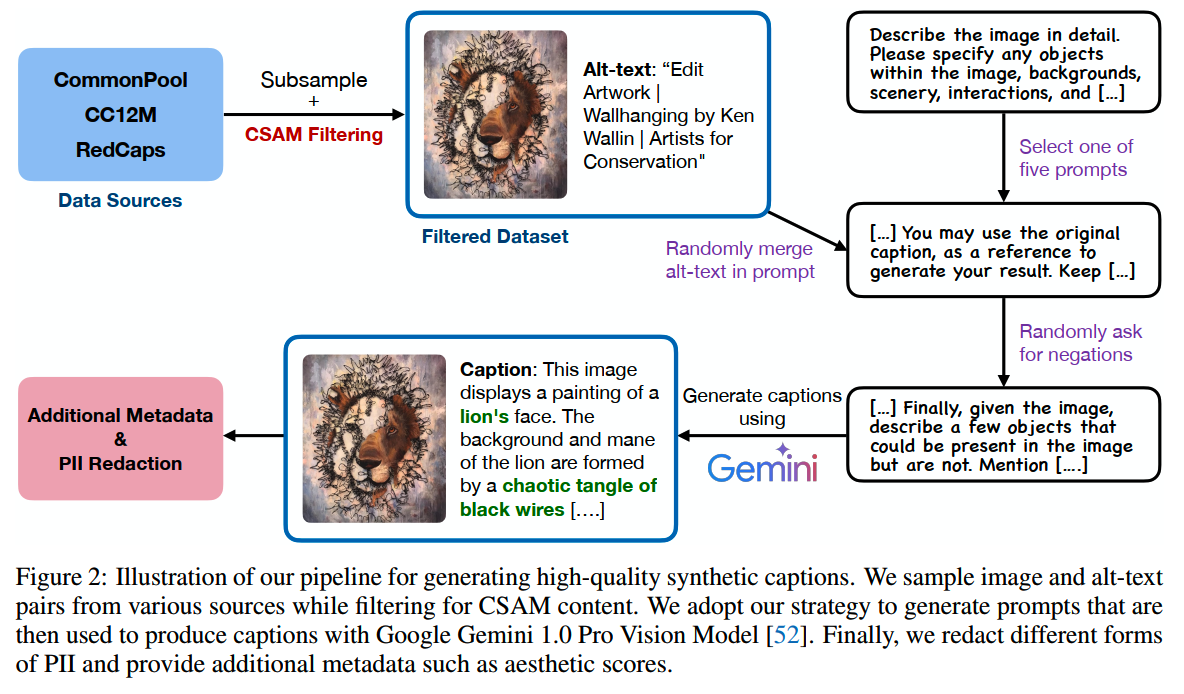 CommonPool
CC12M
RedCaps
Data Sources
Subsample
+
CSAM Filtering
Alt-text: “Edit
Artwork |
Wallhanging by Ken
Wallin | Artists for
Conservation"
Filtered Dataset
Describe the image in detail.
Please specify any objects
within the image, backgrounds,
scenery, interactions, and […]
Select one of
five prompts
Randomly merge
alt-text in prompt
[…] You may use the original
caption, as a reference to
generate your result. Keep […]
Randomly ask
for negations
[…] Finally, given the image,
describe a few objects that
could be present in the image
but are not. Mention [….]
Generate captions
using
Gemini
Caption: This image
displays a painting of a
lion's face. The
background and mane
of the lion are formed
by a chaotic tangle of
black wires [….]
Additional Metadata
&
PII Redaction
Figure 2: Illustration of our pipeline for generating high-quality synthetic captions. We sample image and alt-text
pairs from various sources while filtering for CSAM content. We adopt our strategy to generate prompts that are
then used to produce captions with Google Gemini 1.0 Pro Vision Model [52]. Finally, we redact different forms
of PII and provide additional metadata such as aesthetic scores.